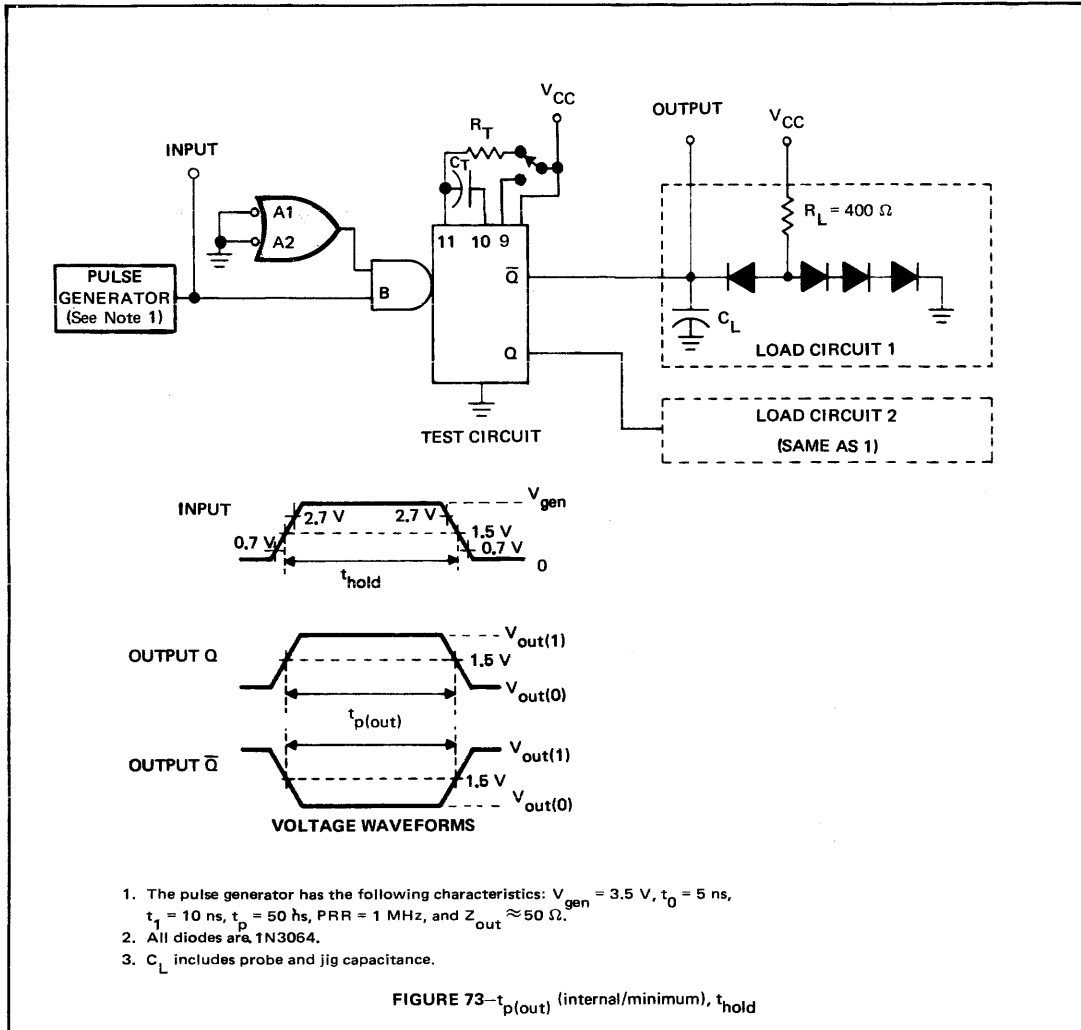 V_CC
OUTPUT
V_CC
R_T
INPUT
C_T
R_L = 400 Ω
A1
A2
11 10 9
PULSE
GENERATOR
(See Note 1)
B
Q̅
C_L
LOAD CIRCUIT 1
Q
LOAD CIRCUIT 2
(SAME AS 1)
TEST CIRCUIT
INPUT
V_gen
2.7 V
2.7 V
1.5 V
0.7 V
0.7 V
0
t_hold
V_out(1)
OUTPUT Q
1.5 V
V_out(0)
t_p(out)
V_out(1)
OUTPUT Q̅
1.5 V
V_out(0)
VOLTAGE WAVEFORMS
1. The pulse generator has the following characteristics: V_gen = 3.5 V, t_0 = 5 ns,
t_1 = 10 ns, t_p = 50 ns, PRR = 1 MHz, and Z_out ≈ 50 Ω.
2. All diodes are 1N3064.
3. C_L includes probe and jig capacitance.
FIGURE 73—t_p(out) (internal/minimum), t_hold